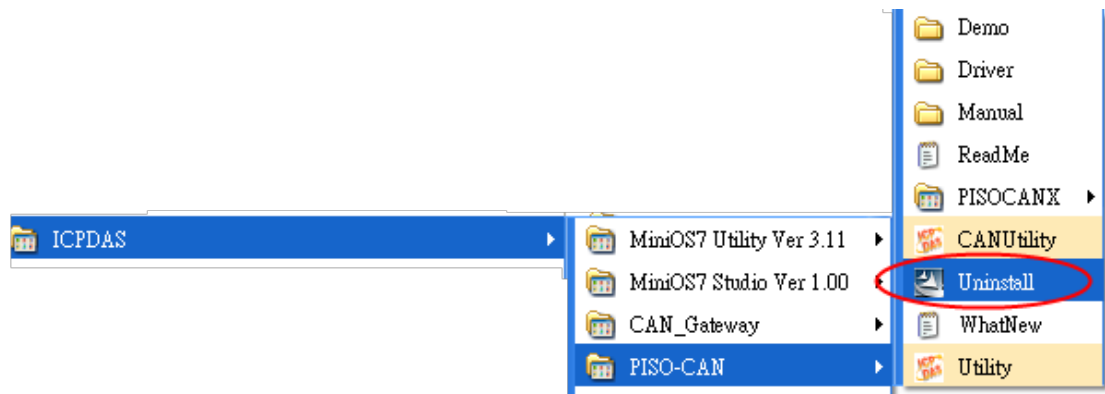 ICPDAS
MiniOS7 Utility Ver 3.11
MiniOS7 Studio Ver 1.00
CAN_Gateway
PISO-CAN
Demo
Driver
Manual
ReadMe
PISOCANX
CANUtility
Uninstall
WhatNew
Utility